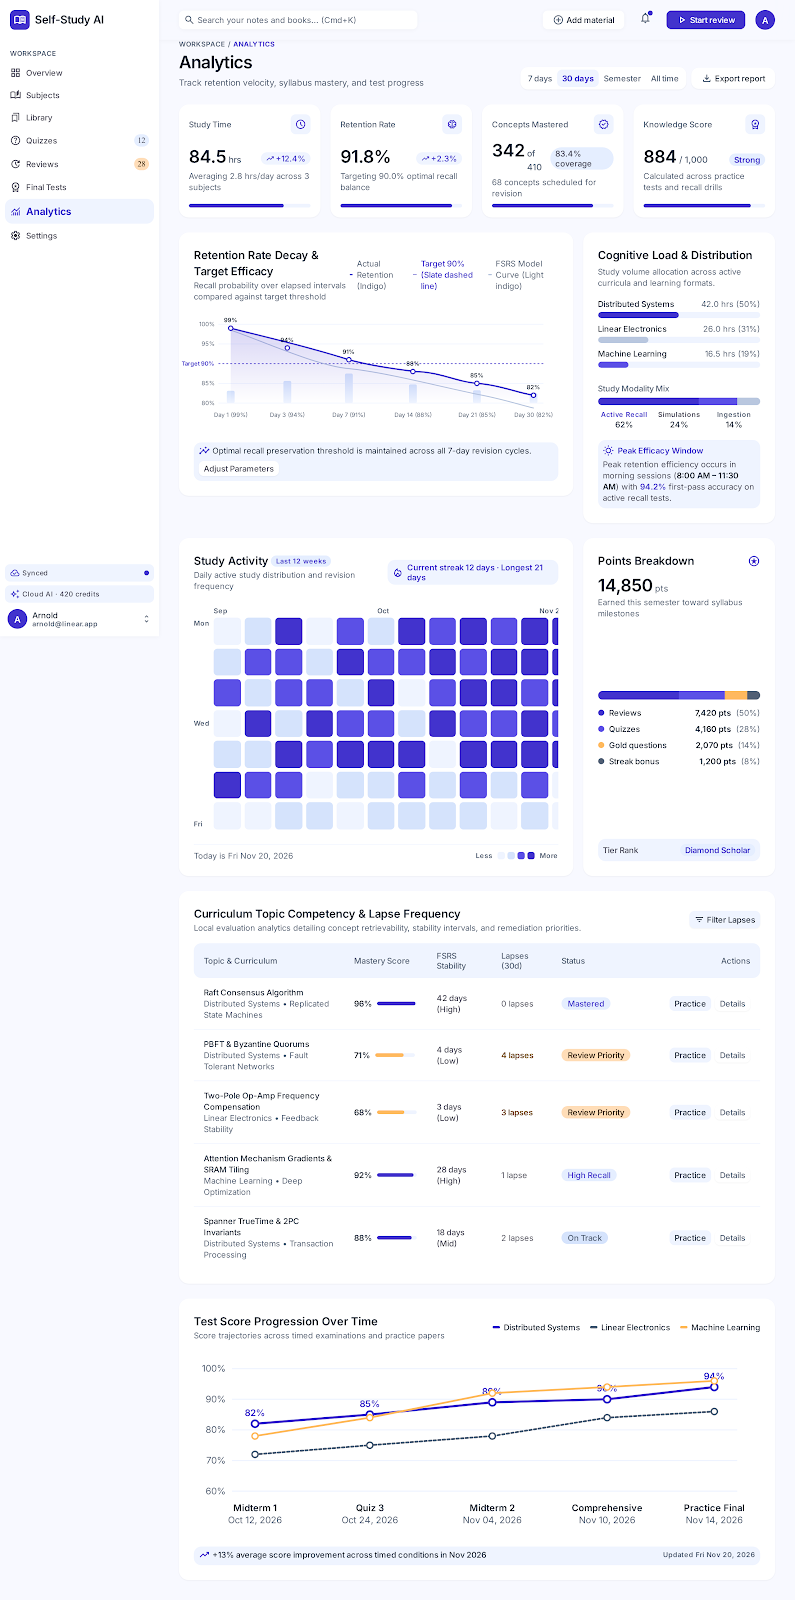 Self-Study AI
Search your notes and books... (Cmd+K)
Add material
Start review
A
WORKSPACE
Overview
Subjects
Library
Quizzes 12
Reviews 28
Final Tests
Analytics
Settings
Synced
Cloud AI · 420 credits
A
Arnold
arnold@linear.app
WORKSPACE / ANALYTICS
Analytics
Track retention velocity, syllabus mastery, and test progress
7 days 30 days Semester All time
Export report
Study Time
84.5 hrs
+12.4%
Averaging 2.8 hrs/day across 3
subjects
Retention Rate
91.8%
+2.3%
Targeting 90.0% optimal recall
balance
Concepts Mastered
342 of
410
83.4%
coverage
68 concepts scheduled for
revision
Knowledge Score
884 / 1,000
Strong
Calculated across practice
tests and recall drills
Retention Rate Decay &
Target Efficacy
Recall probability over elapsed intervals
compared against target threshold
Actual
Retention
(Indigo)
Target 90%
(Slate dashed
line)
FSRS Model
Curve (Light
indigo)
100%
95%
Target 90%
85%
80%
99%
94%
91%
88%
85%
82%
Day 1 (99%)
Day 3 (94%)
Day 7 (91%)
Day 14 (88%)
Day 21 (85%)
Day 30 (82%)
Optimal recall preservation threshold is maintained across all 7-day revision cycles.
Adjust Parameters
Cognitive Load & Distribution
Study volume allocation across active
curricula and learning formats.
Distributed Systems 42.0 hrs (50%)
Linear Electronics 26.0 hrs (31%)
Machine Learning 16.5 hrs (19%)
Study Modality Mix
Active Recall Simulations Ingestion
62% 24% 14%
Peak Efficacy Window
Peak retention efficiency occurs in
morning sessions (8:00 AM – 11:30
AM) with 94.2% first-pass accuracy on
active recall tests.
Study Activity Last 12 weeks
Daily active study distribution and revision
frequency
Current streak 12 days · Longest 21
days
Sep Oct Nov 2
Mon
Wed
Fri
Today is Fri Nov 20, 2026
Less More
Points Breakdown
14,850 pts
Earned this semester toward syllabus
milestones
Reviews 7,420 pts (50%)
Quizzes 4,160 pts (28%)
Gold questions 2,070 pts (14%)
Streak bonus 1,200 pts (8%)
Tier Rank Diamond Scholar
Curriculum Topic Competency & Lapse Frequency
Local evaluation analytics detailing concept retrievability, stability intervals, and remediation priorities.
Filter Lapses
Topic & Curriculum
Mastery Score
FSRS
Stability
Lapses
(30d)
Status
Actions
Raft Consensus Algorithm
Distributed Systems • Replicated
State Machines
96%
42 days
(High)
0 lapses
Mastered
Practice Details
PBFT & Byzantine Quorums
Distributed Systems • Fault
Tolerant Networks
71%
4 days
(Low)
4 lapses
Review Priority
Practice Details
Two-Pole Op-Amp Frequency
Compensation
Linear Electronics • Feedback
Stability
68%
3 days
(Low)
3 lapses
Review Priority
Practice Details
Attention Mechanism Gradients &
SRAM Tiling
Machine Learning • Deep
Optimization
92%
28 days
(High)
1 lapse
High Recall
Practice Details
Spanner TrueTime & 2PC
Invariants
Distributed Systems • Transaction
Processing
88%
18 days
(Mid)
2 lapses
On Track
Practice Details
Test Score Progression Over Time
Score trajectories across timed examinations and practice papers
Distributed Systems Linear Electronics Machine Learning
100%
90%
80%
70%
60%
82%
85%
94%
Midterm 1
Oct 12, 2026
Quiz 3
Oct 24, 2026
Midterm 2
Nov 04, 2026
Comprehensive
Nov 10, 2026
Practice Final
Nov 14, 2026
+13% average score improvement across timed conditions in Nov 2026
Updated Fri Nov 20, 2026